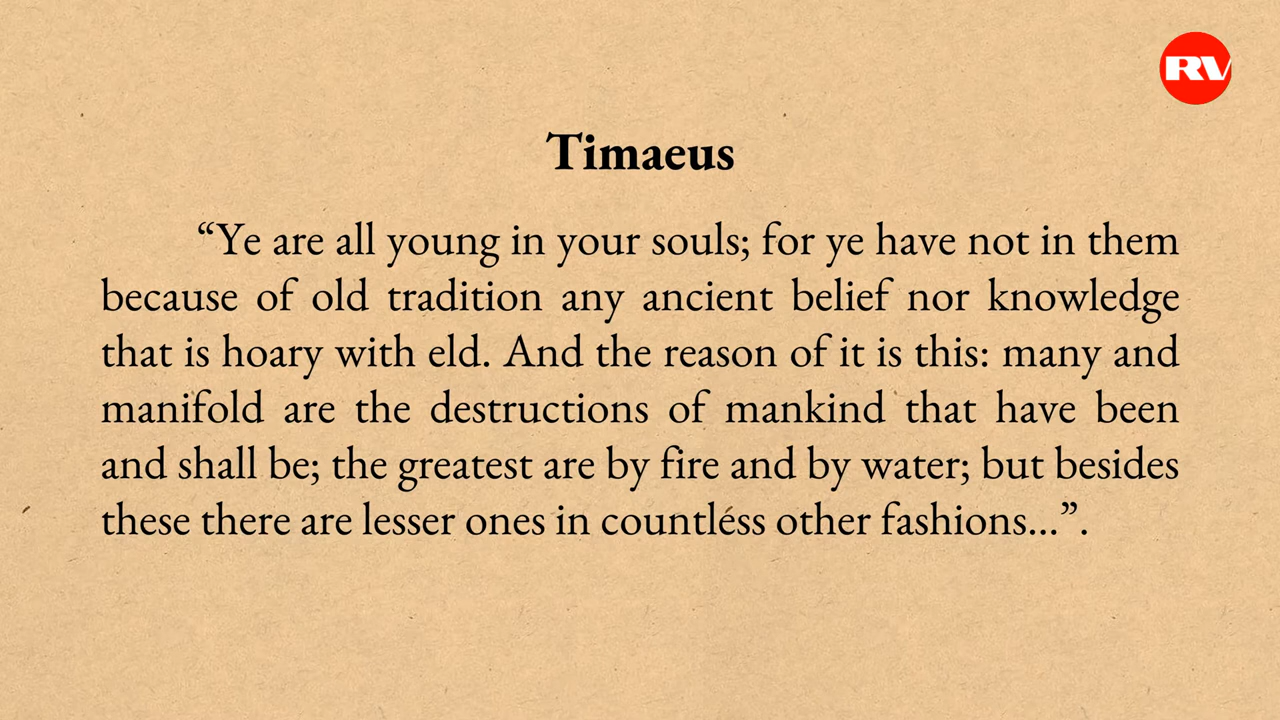 RV
Timaeus
“Ye are all young in your souls; for ye have not in them
because of old tradition any ancient belief nor knowledge
that is hoary with eld. And the reason of it is this: many and
manifold are the destructions of mankind that have been
and shall be; the greatest are by fire and by water; but besides
these there are lesser ones in countless other fashions...”.